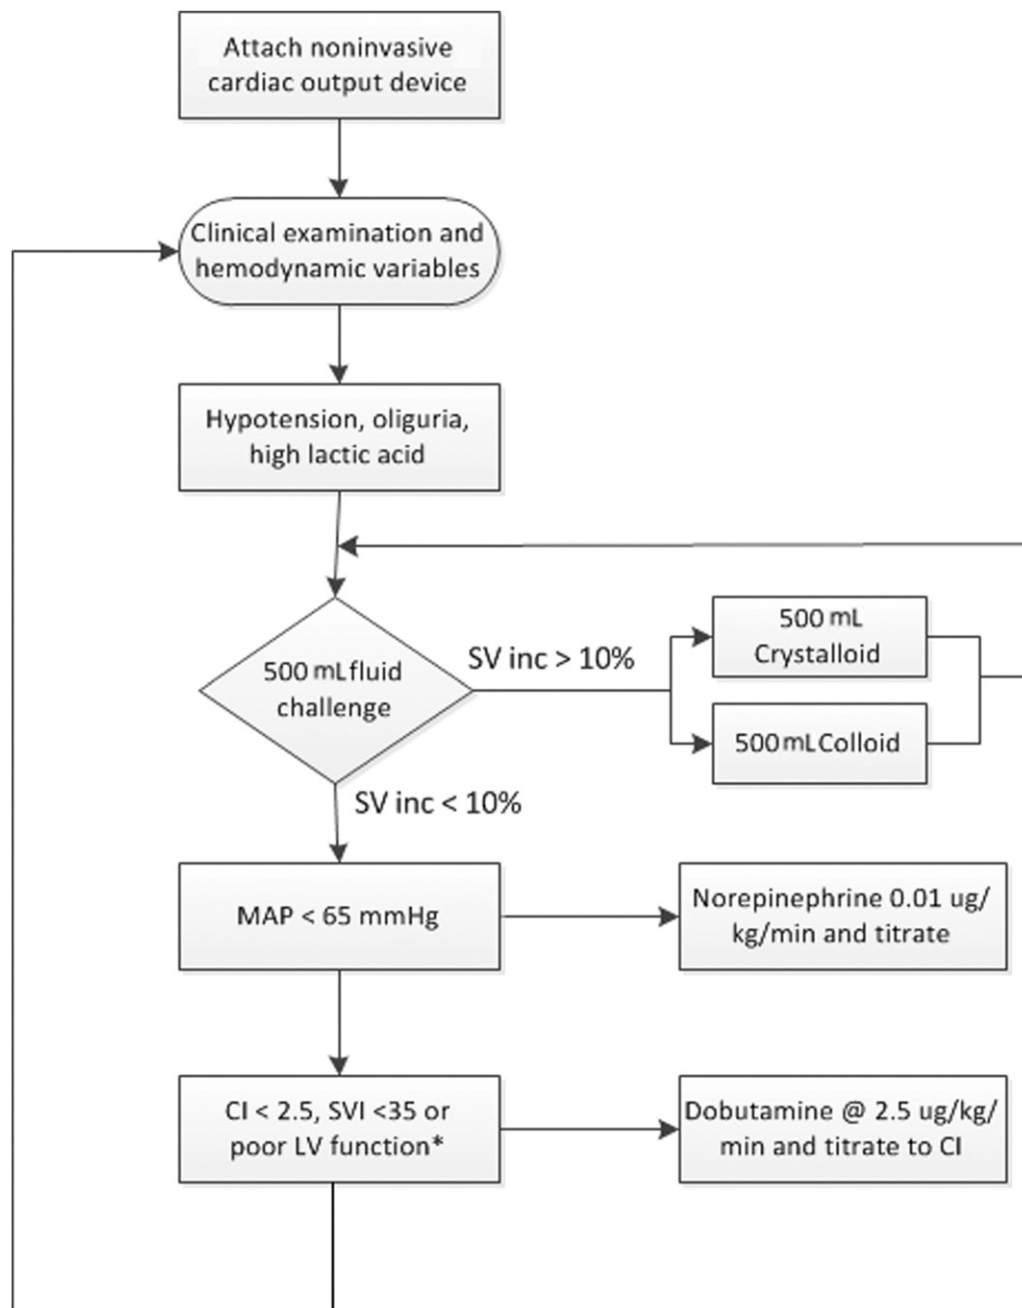 Attach noninvasive
cardiac output device
Clinical examination and
hemodynamic variables
Hypotension, oliguria,
high lactic acid
500 mL fluid
challenge
SV inc > 10%
500 mL
Crystalloid
500 mL Colloid
SV inc < 10%
MAP < 65 mmHg
Norepinephrine 0.01 ug/
kg/min and titrate
CI < 2.5, SVI <35 or
poor LV function*
Dobutamine @ 2.5 ug/kg/
min and titrate to CI